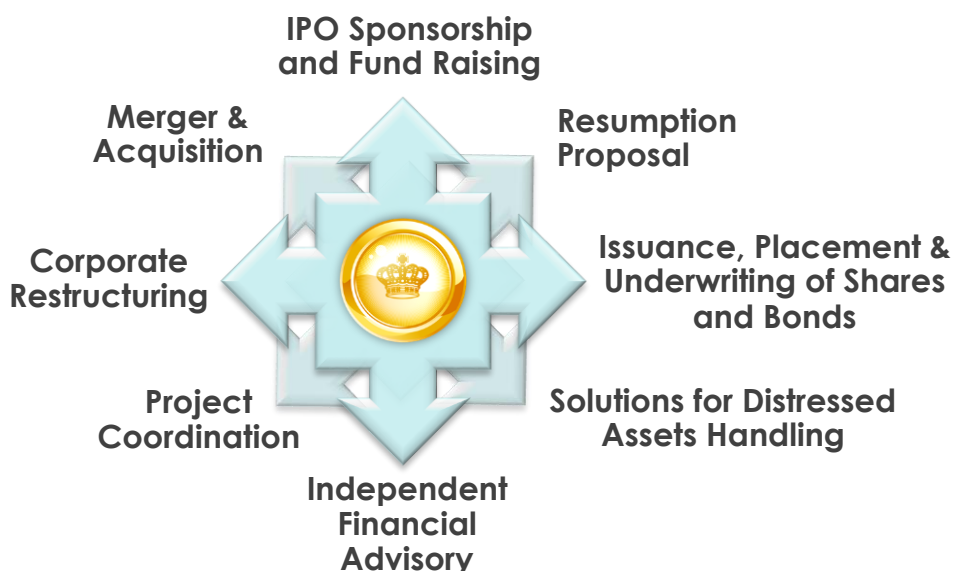 IPO Sponsorship
and Fund Raising
Merger &
Acquisition
Resumption
Proposal
Corporate
Restructuring
Issuance, Placement &
Underwriting of Shares
and Bonds
Project
Coordination
Solutions for Distressed
Assets Handling
Independent
Financial
Advisory